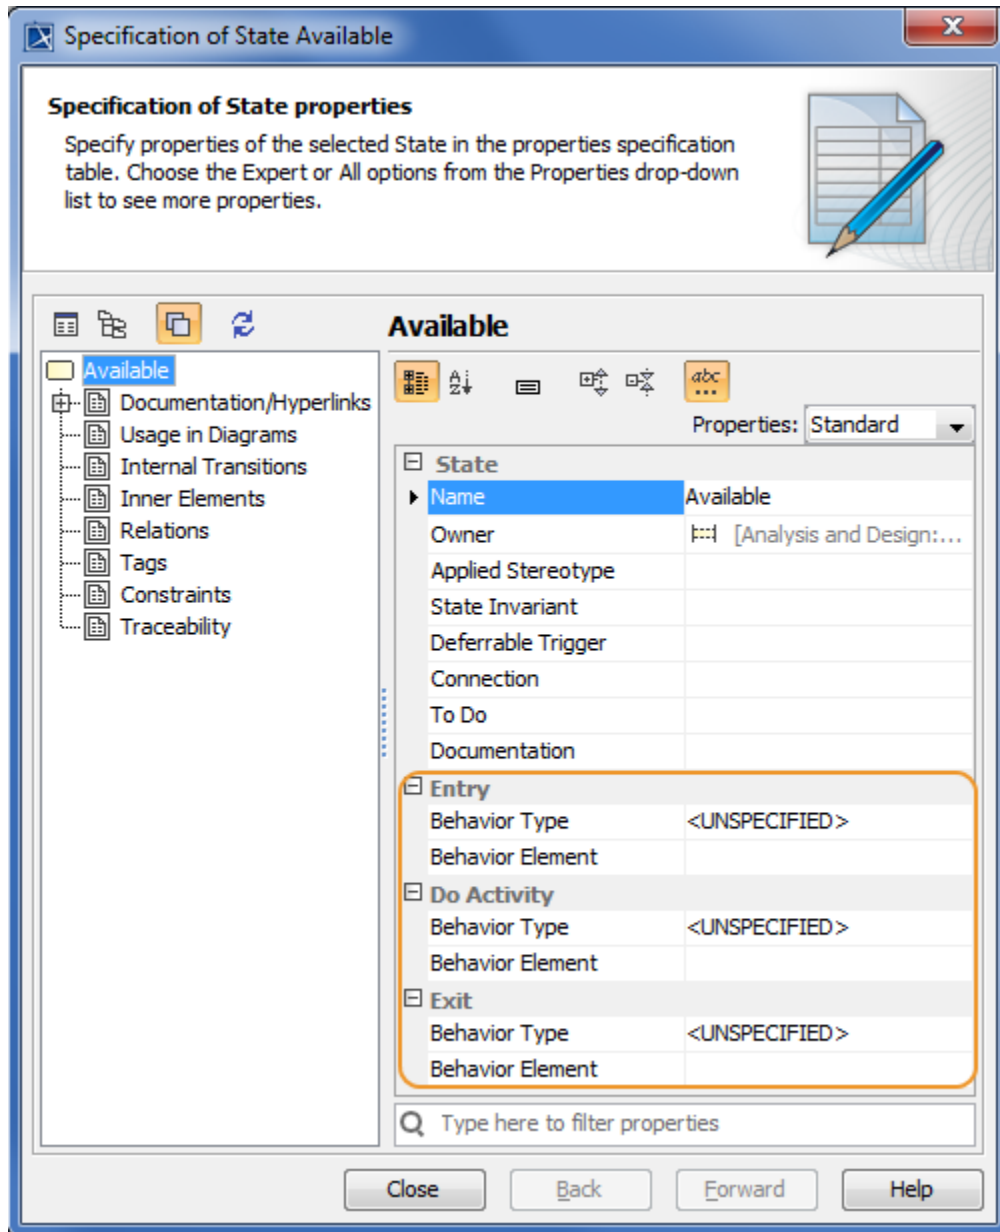 Specification of State Available
Specification of State properties
Specify properties of the selected State in the properties specification
table. Choose the Expert or All options from the Properties drop-down
list to see more properties.
Available
Documentation/Hyperlinks
Usage in Diagrams
Internal Transitions
Inner Elements
Relations
Tags
Constraints
Traceability
Available
abc
Properties: Standard
State
Name Available
Owner [Analysis and Design:...
Applied Stereotype
State Invariant
Deferrable Trigger
Connection
To Do
Documentation
Entry
Behavior Type <UNSPECIFIED>
Behavior Element
Do Activity
Behavior Type <UNSPECIFIED>
Behavior Element
Exit
Behavior Type <UNSPECIFIED>
Behavior Element
Type here to filter properties
Close Back Forward Help